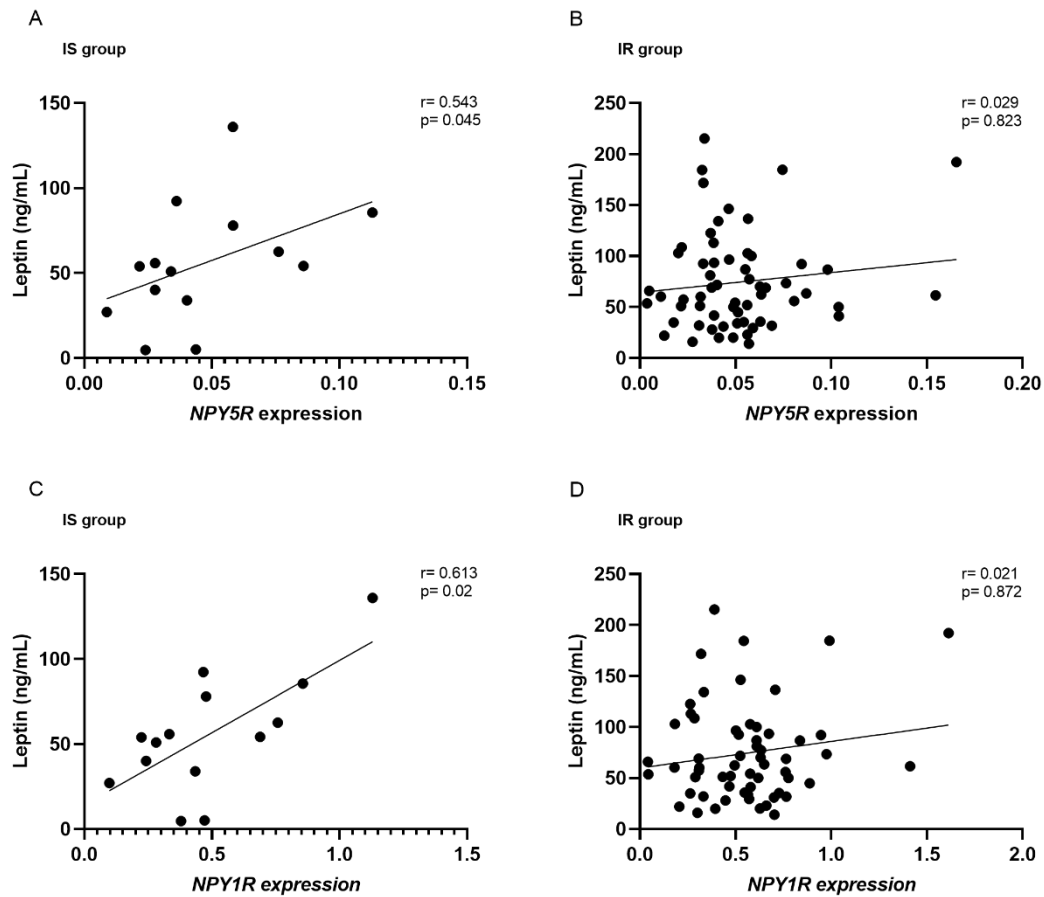 A
IS group
r= 0.543
p= 0.045
150
100
50
0
Leptin (ng/mL)
0.00 0.05 0.10 0.15
NPY5R expression
B
IR group
r= 0.029
p= 0.823
250
200
150
100
50
0
Leptin (ng/mL)
0.00 0.05 0.10 0.15 0.20
NPY5R expression
C
IS group
r= 0.613
p= 0.02
150
100
50
0
Leptin (ng/mL)
0.0 0.5 1.0 1.5
NPY1R expression
D
IR group
r= 0.021
p= 0.872
250
200
150
100
50
0
Leptin (ng/mL)
0.0 0.5 1.0 1.5 2.0
NPY1R expression